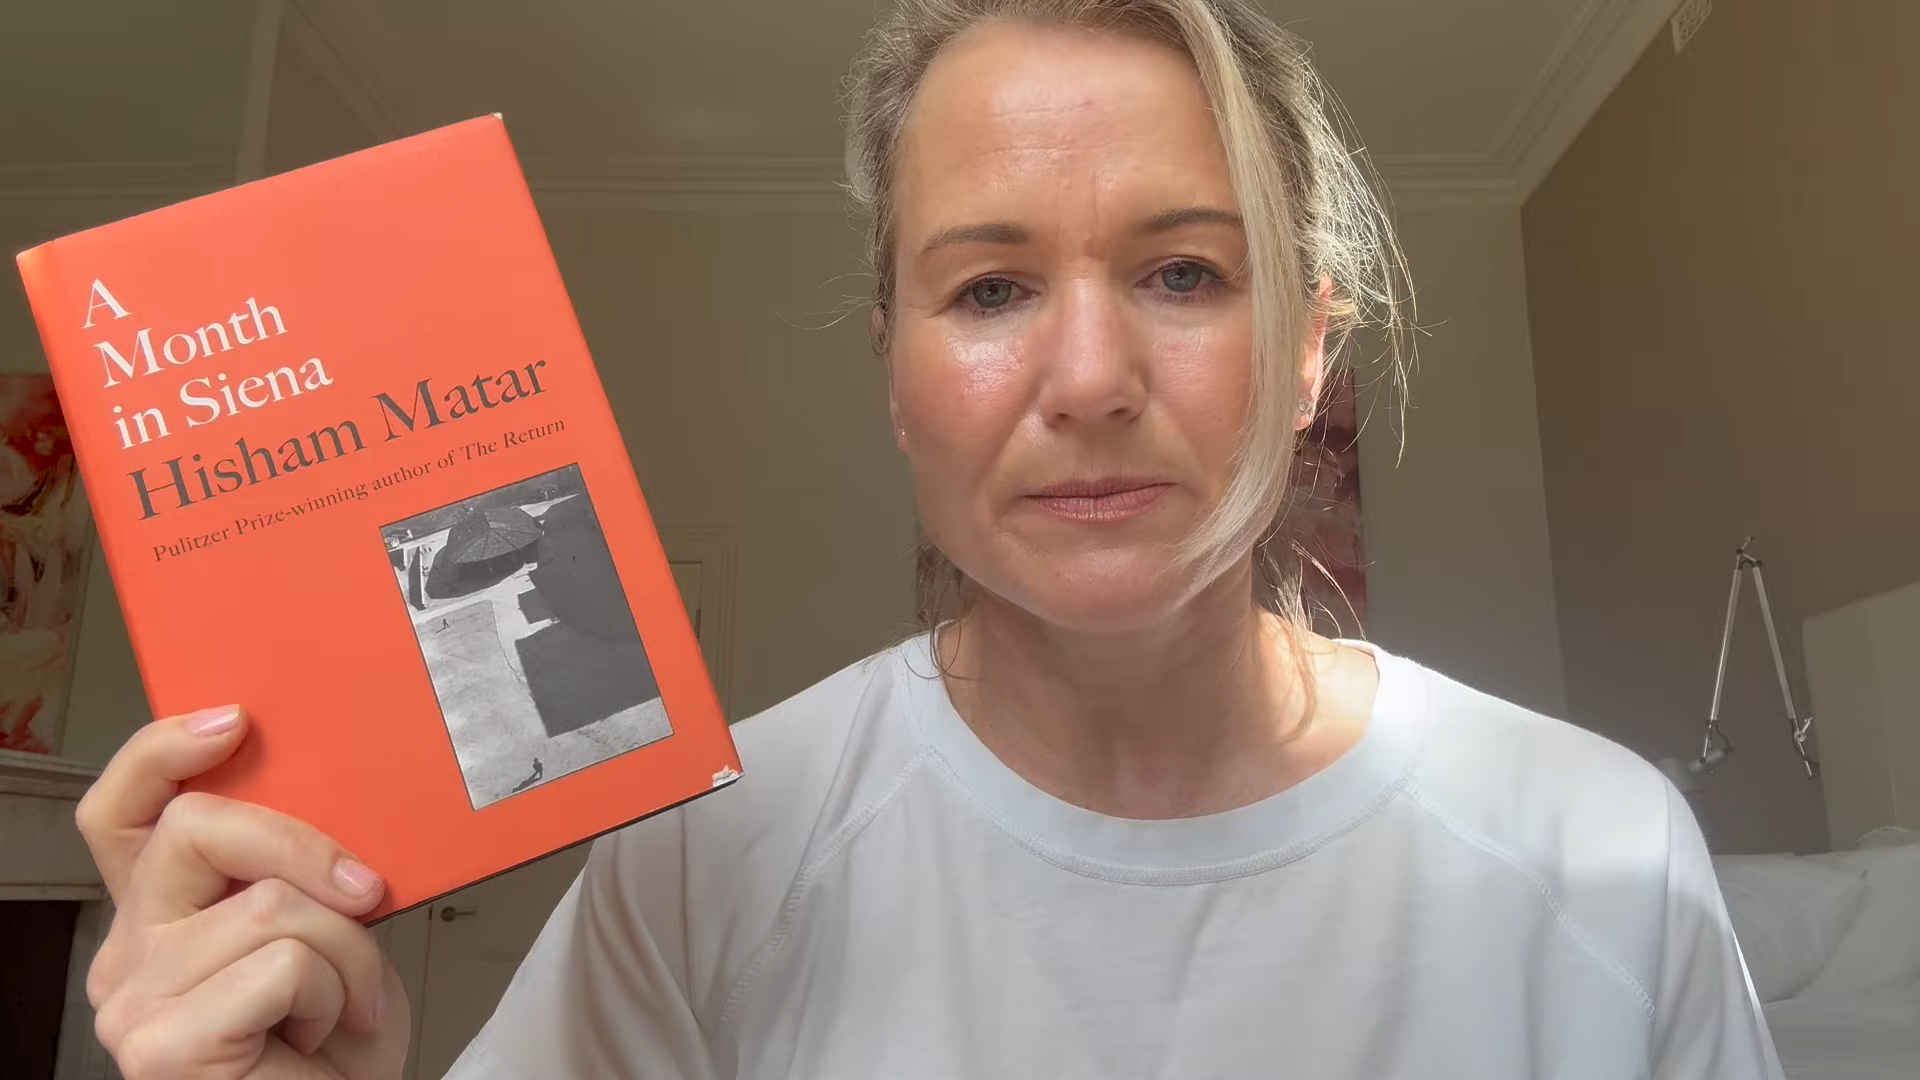 A
Month
in Siena
Hisham Matar
Pulitzer Prize-winning author of The Return